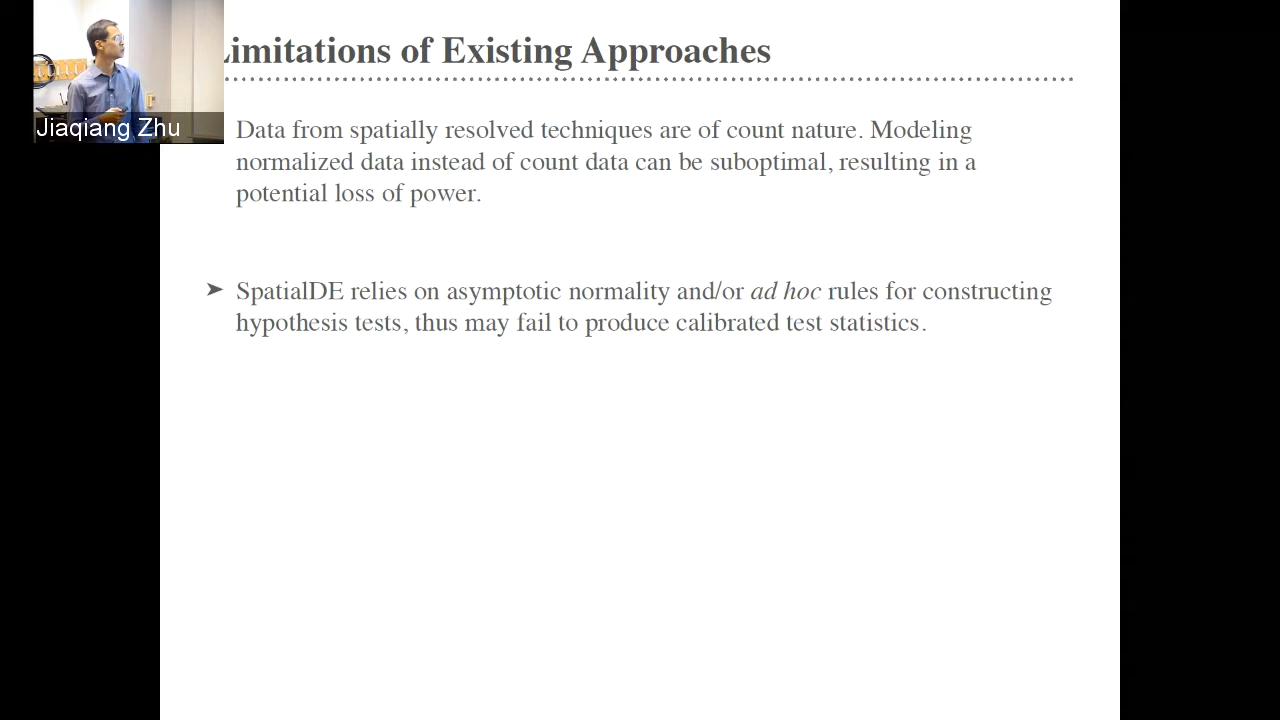 Limitations of Existing Approaches
Jiaqiang Zhu
Data from spatially resolved techniques are of count nature. Modeling
normalized data instead of count data can be suboptimal, resulting in a
potential loss of power.
➤ SpatialDE relies on asymptotic normality and/or ad hoc rules for constructing
hypothesis tests, thus may fail to produce calibrated test statistics.